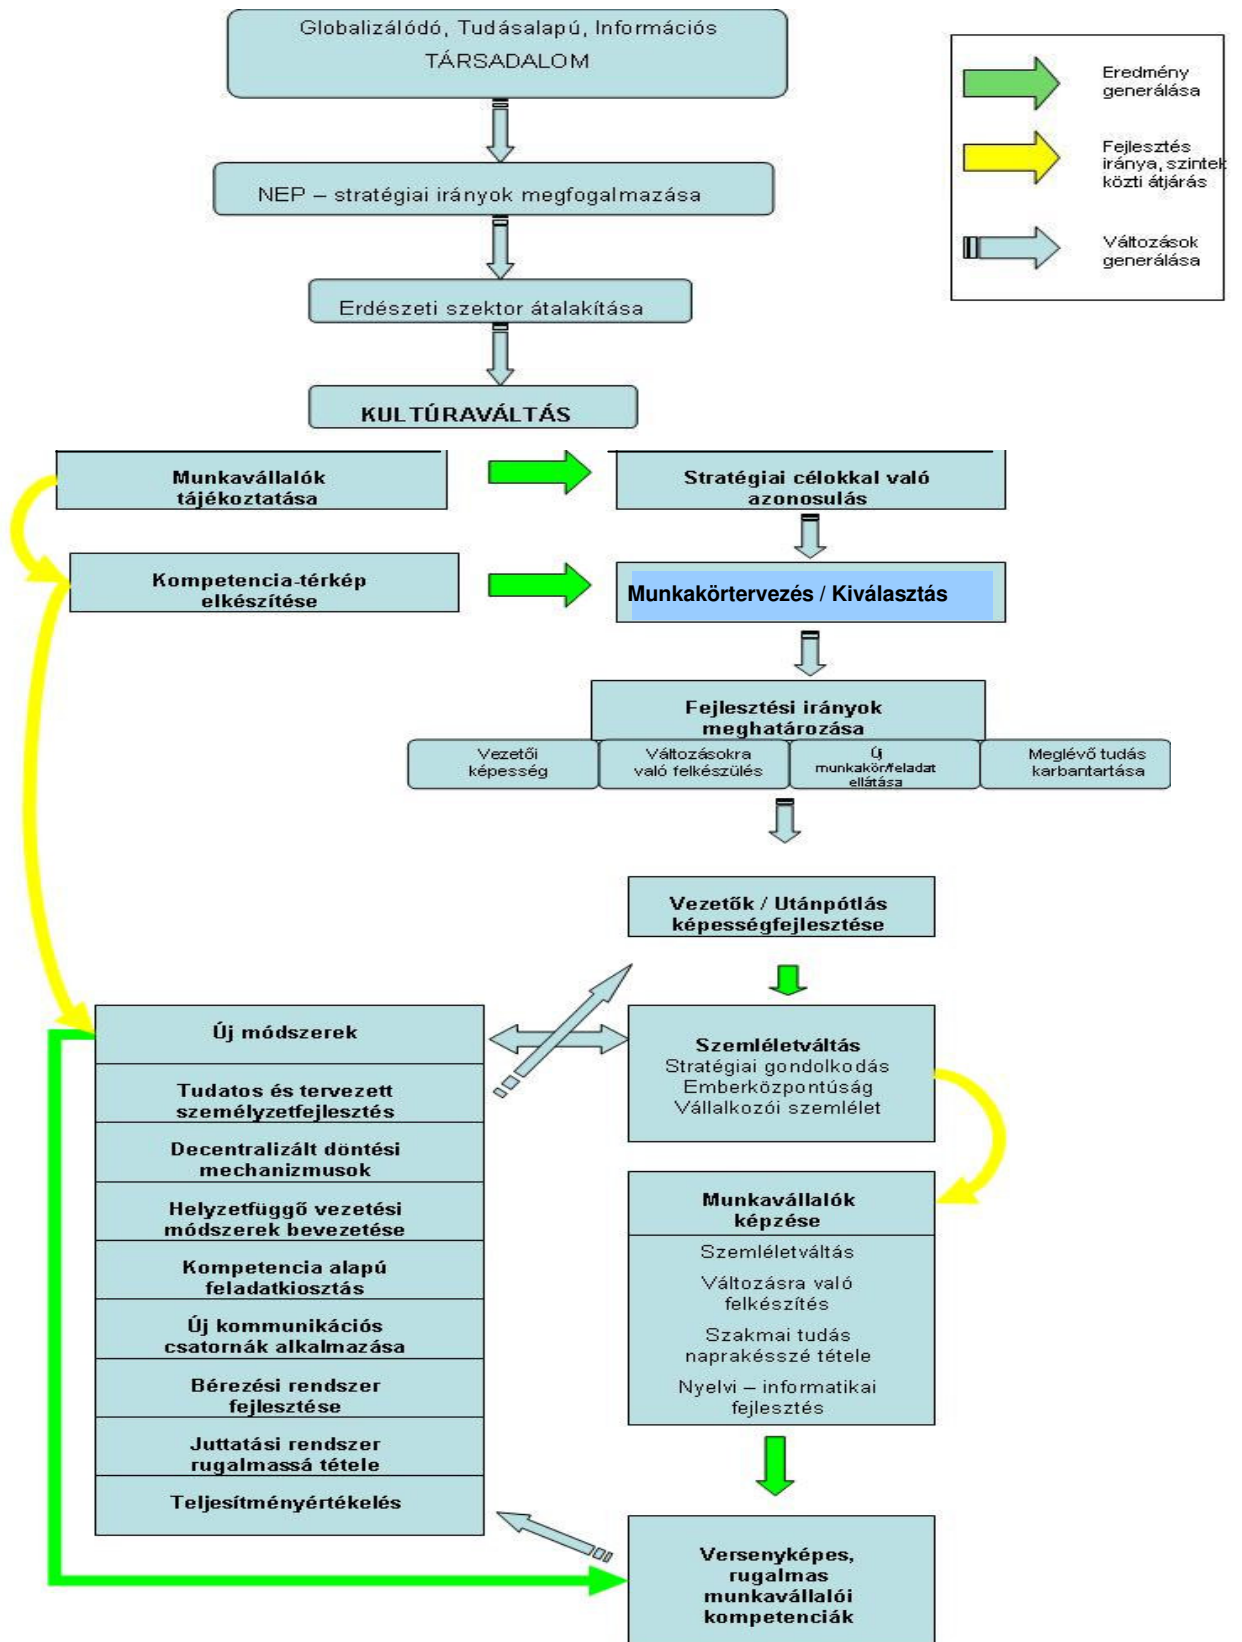 Globalizálódó, Tudásalapú, Információs
TÁRSADALOM
Eredmény
generálása
Fejlesztés
iránya, szintek
közti átjárás
Változások
generálása
NEP – stratégiai irányok megfogalmazása
Erdészeti szektor átalakítása
KULTÚRAVÁLTÁS
Munkavállalók
tájékoztatása
Stratégiai célokkal való
azonosulás
Kompetencia-térkép
elkészítése
Munkakörtervezés / Kiválasztás
Fejlesztési irányok
meghatározása
Vezetői
képesség
Változásokra
való felkészülés
Új
munkakör/feladat
ellátása
Meglévő tudás
karbantartása
Vezetők / Utánpótlás
képességfejlesztése
Új módszerek
Tudatos és tervezett
személyzetfejlesztés
Decentralizált döntési
mechanizmusok
Helyzetfüggő vezetési
módszerek bevezetése
Kompetencia alapú
feladatkiosztás
Új kommunikációs
csatornák alkalmazása
Bérezési rendszer
fejlesztése
Juttatási rendszer
rugalmassá tétele
Teljesítményértékelés
Szemléletváltás
Stratégiai gondolkodás
Emberközpontúság
Vállalkozói szemlélet
Munkavállalók
képzése
Szemléletváltás
Változásra való
felkészítés
Szakmai tudás
naprakésszé tétele
Nyelvi – informatikai
fejlesztés
Versenyképes,
rugalmas
munkavállalói
kompetenciák